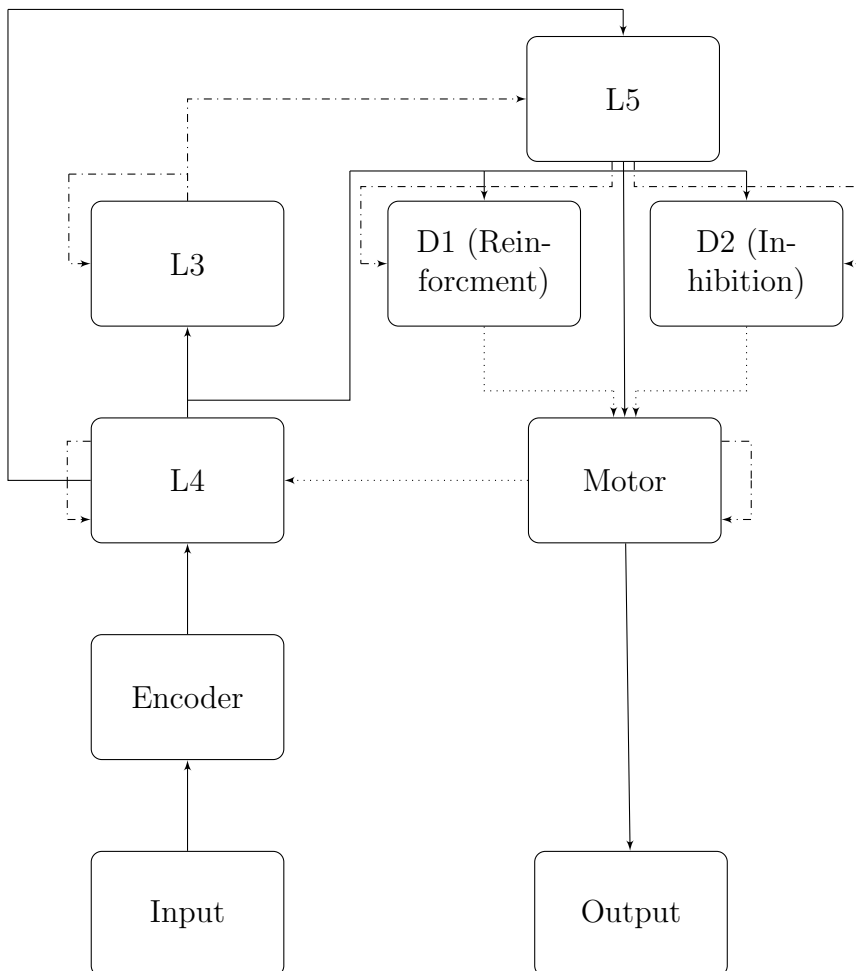 L5
L3
D1 (Rein-
forcment)
D2 (In-
hibition)
L4
Motor
Encoder
Input
Output